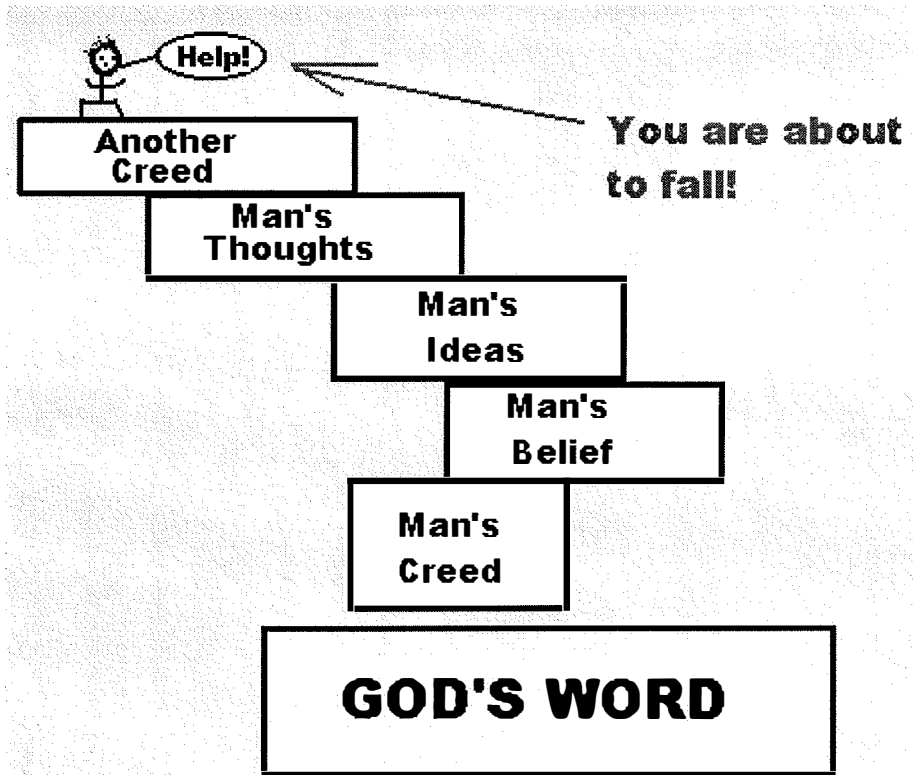 Help!
You are about
to fall!
Another
Creed
Man's
Thoughts
Man's
Ideas
Man's
Belief
Man's
Creed
GOD'S WORD